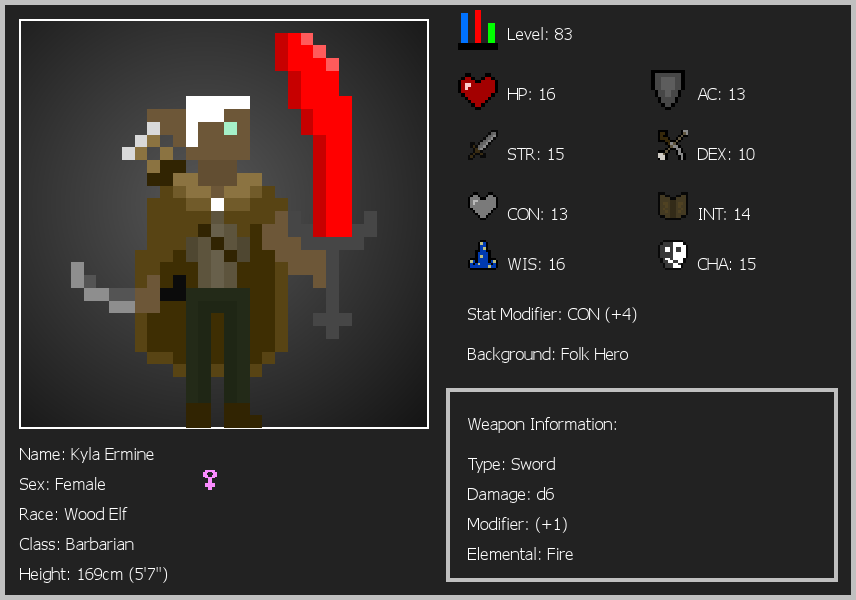 Level: 83
HP: 16
AC: 13
STR: 15
DEX: 10
CON: 13
INT: 14
WIS: 16
CHA: 15
Stat Modifier: CON (+4)
Background: Folk Hero
Name: Kyla Ermine
Sex: Female
Race: Wood Elf
Class: Barbarian
Height: 169cm (5'7")
Weapon Information:
Type: Sword
Damage: d6
Modifier: (+1)
Elemental: Fire